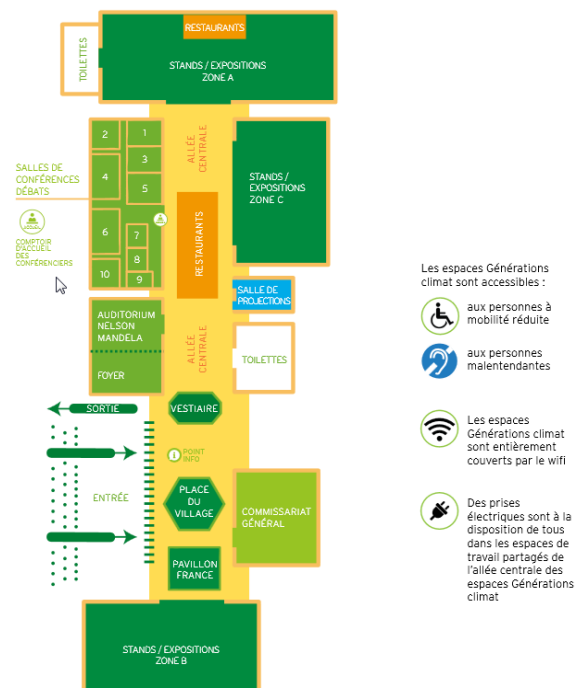 RESTAURANTS
TOILETTES
STANDS / EXPOSITIONS
ZONE A
2
1
3
4
5
6
7
8
9
10
ALLÉE
CENTRALE
SALLES DE
CONFÉRENCES
DÉBATS
ACCUEIL
COMPTOIR
D'ACCUEIL
DES
CONFÉRENCIERS
STANDS /
EXPOSITIONS
ZONE C
RESTAURANTS
SALLE DE
PROJECTIONS
AUDITORIUM
NELSON
MANDELA
FOYER
ALLÉE
CENTRALE
TOILETTES
SORTIE
VESTIAIRE
i
POINT
INFO
ENTRÉE
PLACE
DU
VILLAGE
COMMISSARIAT
GÉNÉRAL
PAVILLON
FRANCE
STANDS / EXPOSITIONS
ZONE B
Les espaces Générations
climat sont accessibles :
aux personnes à
mobilité réduite
aux personnes
malentendantes
Les espaces
Générations climat
sont entièrement
couverts par le wifi
Des prises
électriques sont à la
disposition de tous
dans les espaces de
travail partagés de
l'allée centrale des
espaces Générations
climat